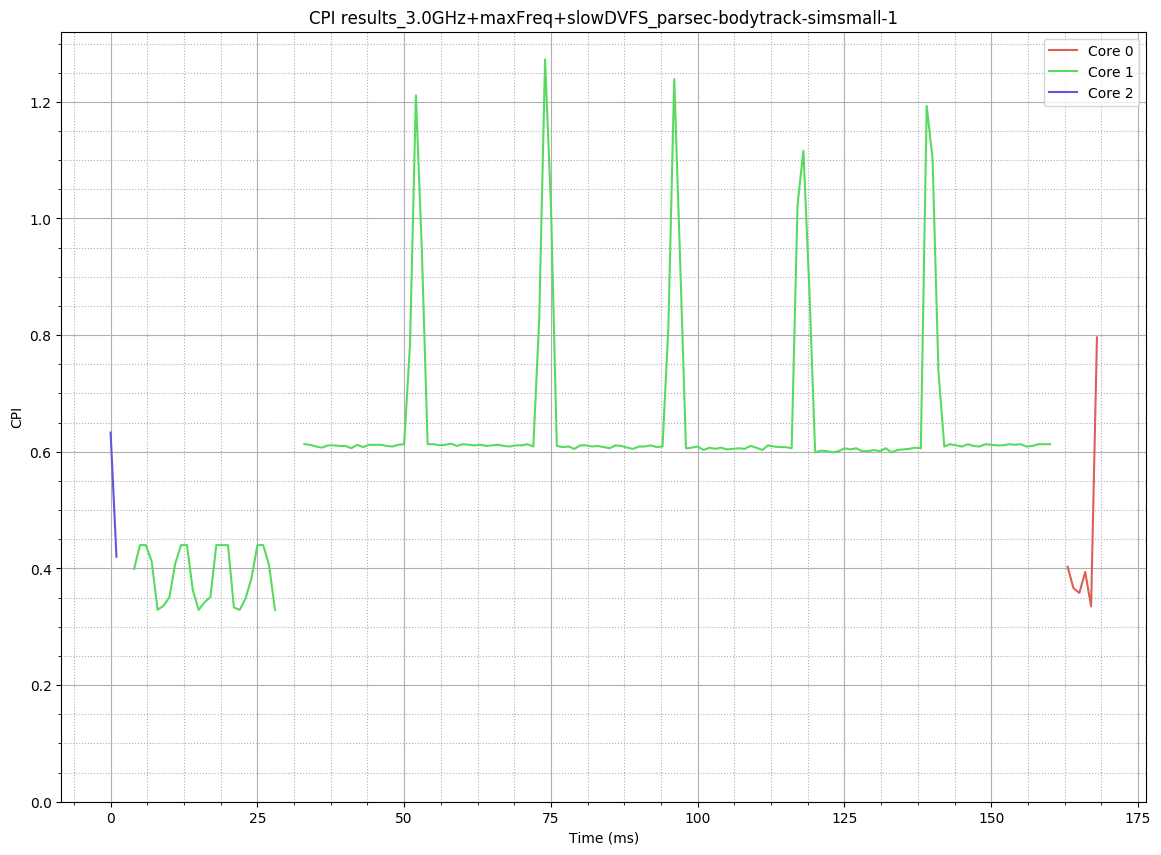 CPI results_3.0GHz+maxFreq+slowDVFS_parsec-bodytrack-simsmall-1
Core 0
Core 1
Core 2
1.2
1.0
0.8
0.6
0.4
0.2
0.0
CPI
0 25 50 75 100 125 150 175
Time (ms)